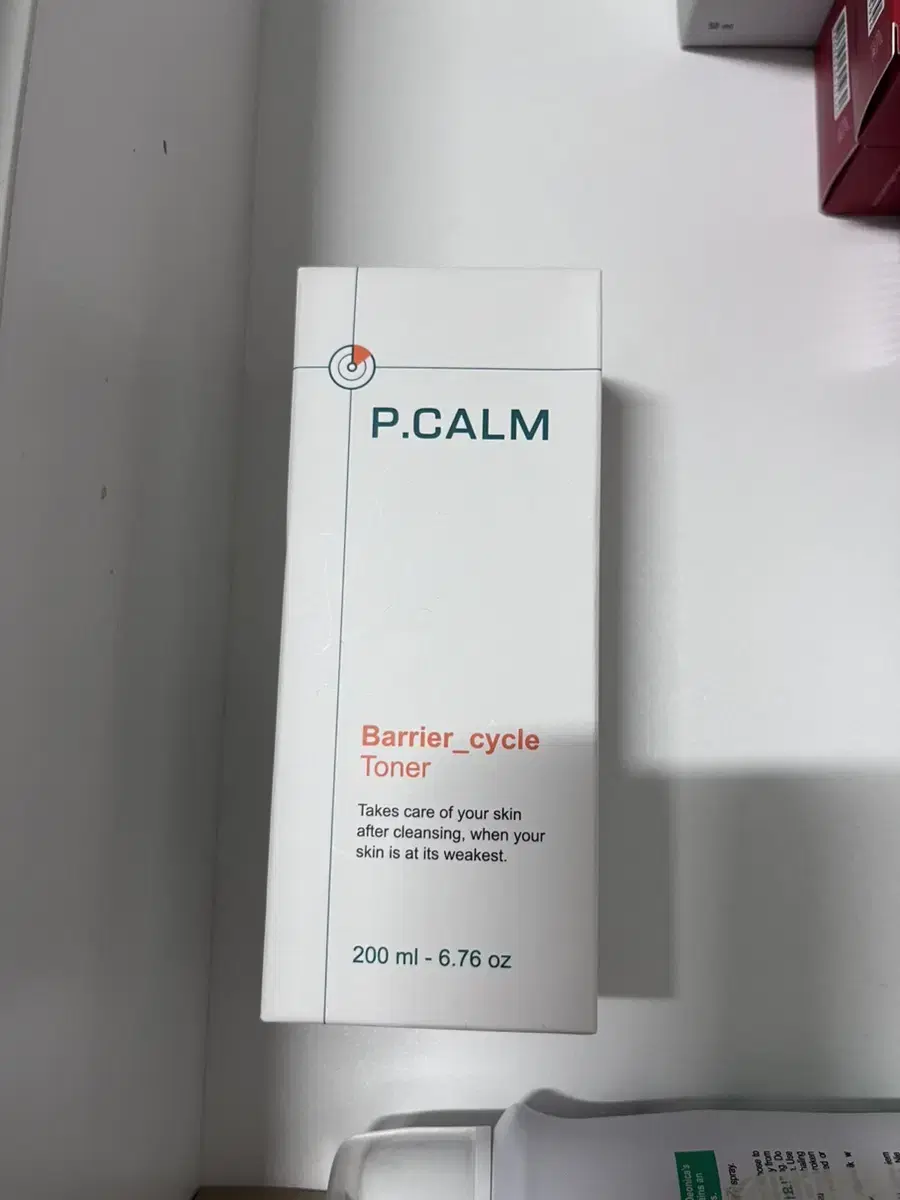 P.CALM
Barrier_cycle
Toner
Takes care of your skin
after cleansing, when your
skin is at its weakest.
200 ml - 6.76 oz
spray.